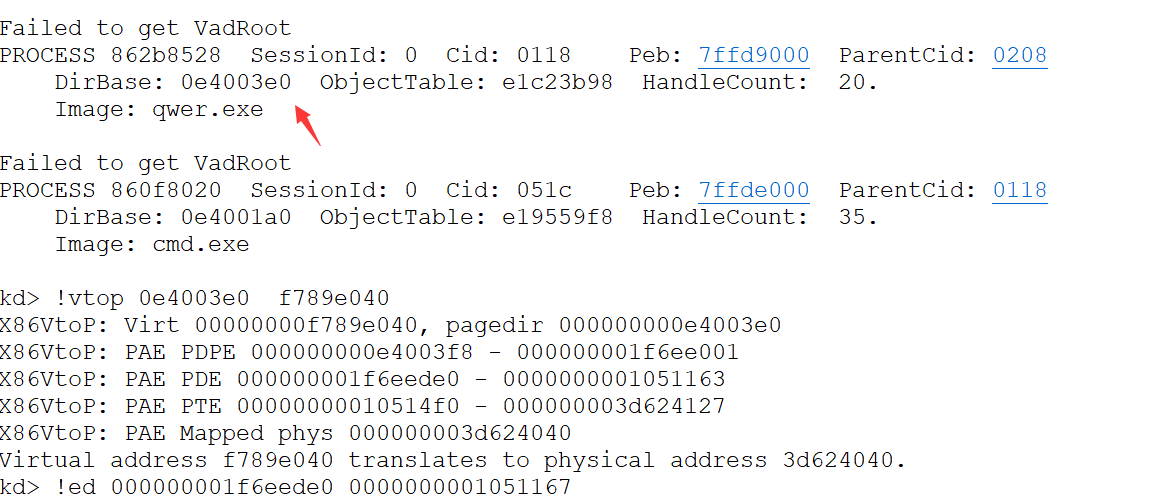 Failed to get VadRoot
PROCESS 862b8528  SessionId: 0  Cid: 0118    Peb: 7ffd9000  ParentCid: 0208
    DirBase: 0e4003e0  ObjectTable: e1c23b98  HandleCount:  20.
    Image: qwer.exe
Failed to get VadRoot
PROCESS 860f8020  SessionId: 0  Cid: 051c    Peb: 7ffde000  ParentCid: 0118
    DirBase: 0e4001a0  ObjectTable: e19559f8  HandleCount:  35.
    Image: cmd.exe
kd> !vtop 0e4003e0  f789e040
X86VtoP: Virt 00000000f789e040, pagedir 000000000e4003e0
X86VtoP: PAE PDPE 000000000e4003f8 - 000000001f6ee001
X86VtoP: PAE PDE 000000001f6eede0 - 0000000001051163
X86VtoP: PAE PTE 00000000010514f0 - 000000003d624127
X86VtoP: PAE Mapped phys 000000003d624040
Virtual address f789e040 translates to physical address 3d624040.
kd> !ed 000000001f6eede0 0000000001051167